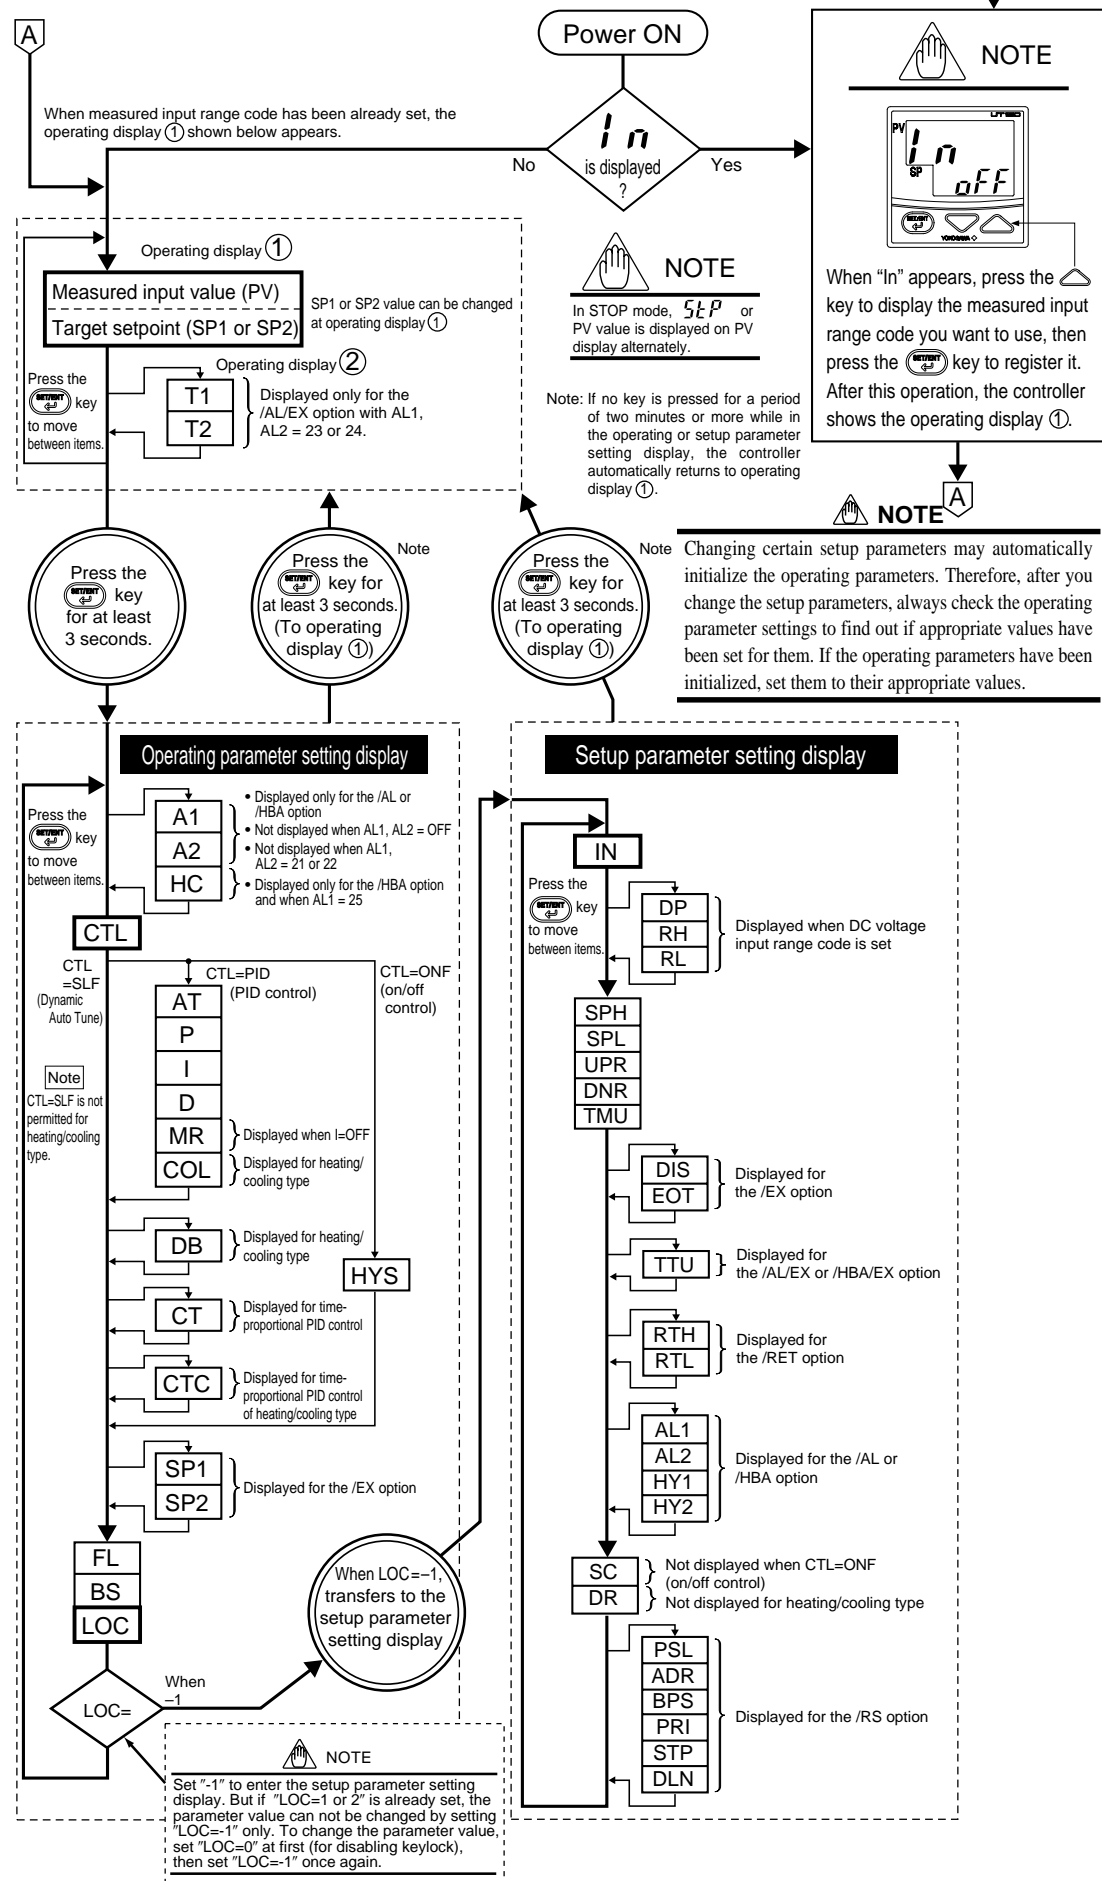 A
Power ON
When measured input range code has been already set, the
operating display ① shown below appears.
In
is displayed
?
No
Yes
NOTE
PV
In
SP
oFF
SET/ENT
YOKOGAWA
When “In” appears, press the
key to display the measured input
range code you want to use, then
press the SET/ENT key to register it.
After this operation, the controller
shows the operating display ①.
A
Operating display ①
Measured input value (PV)
Target setpoint (SP1 or SP2)
SP1 or SP2 value can be changed
at operating display ①
Operating display ②
Press the
SET/ENT key
to move
between items.
T1
T2
Displayed only for the
/AL/EX option with AL1,
AL2 = 23 or 24.
NOTE
In STOP mode, StP or
PV value is displayed on PV
display alternately.
Note: If no key is pressed for a period
of two minutes or more while in
the operating or setup parameter
setting display, the controller
automatically returns to operating
display ①.
NOTE
Changing certain setup parameters may automatically
initialize the operating parameters. Therefore, after you
change the setup parameters, always check the operating
parameter settings to find out if appropriate values have
been set for them. If the operating parameters have been
initialized, set them to their appropriate values.
Press the
SET/ENT key
for at least
3 seconds.
Note
Press the
SET/ENT key for
at least 3 seconds.
(To operating
display ①)
Note
Press the
SET/ENT key for
at least 3 seconds.
(To operating
display ①)
Operating parameter setting display
Press the
SET/ENT key
to move
between items.
A1
A2
HC
• Displayed only for the /AL or
/HBA option
• Not displayed when AL1, AL2 = OFF
• Not displayed when AL1,
AL2 = 21 or 22
• Displayed only for the /HBA option
and when AL1 = 25
CTL
CTL
=SLF
(Dynamic
Auto Tune)
CTL=PID
(PID control)
CTL=ONF
(on/off
control)
Note
CTL=SLF is not
permitted for
heating/cooling
type.
AT
P
I
D
MR
Displayed when I=OFF
COL
Displayed for heating/
cooling type
DB
Displayed for heating/
cooling type
HYS
CT
Displayed for time-
proportional PID control
CTC
Displayed for time-
proportional PID control
of heating/cooling type
SP1
SP2
Displayed for the /EX option
FL
BS
LOC
LOC=
When
–1
When LOC=–1,
transfers to the
setup parameter
setting display
NOTE
Set ″-1″ to enter the setup parameter setting
display. But if ″LOC=1 or 2″ is already set, the
parameter value can not be changed by setting
″LOC=-1″ only. To change the parameter value,
set ″LOC=0″ at first (for disabling keylock),
then set ″LOC=-1″ once again.
Setup parameter setting display
IN
Press the
SET/ENT key
to move
between items.
DP
RH
RL
Displayed when DC voltage
input range code is set
SPH
SPL
UPR
DNR
TMU
DIS
EOT
Displayed for
the /EX option
TTU
Displayed for
the /AL/EX or /HBA/EX option
RTH
RTL
Displayed for
the /RET option
AL1
AL2
HY1
HY2
Displayed for the /AL or
/HBA option
SC
Not displayed when CTL=ONF
(on/off control)
DR
Not displayed for heating/cooling type
PSL
ADR
BPS
PRI
STP
DLN
Displayed for the /RS option